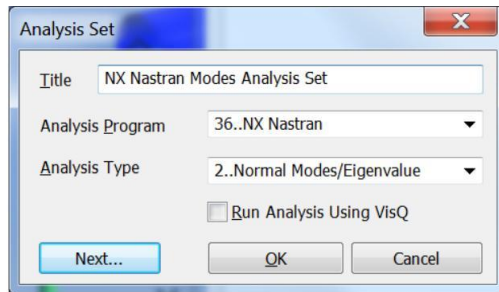 Analysis Set
Title NX Nastran Modes Analysis Set
Analysis Program 36..NX Nastran
Analysis Type 2..Normal Modes/Eigenvalue
Run Analysis Using VisQ
Next... OK Cancel